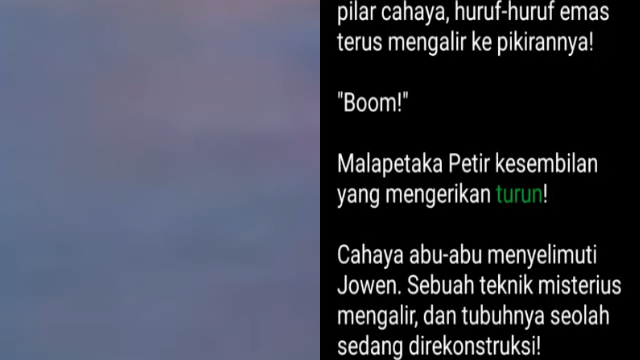 pilar cahaya, huruf-huruf emas
terus mengalir ke pikirannya!
"Boom!"
Malapetaka Petir kesembilan
yang mengerikan turun!
Cahaya abu-abu menyelimuti
Jowen. Sebuah teknik misterius
mengalir, dan tubuhnya seolah
sedang direkonstruksi!